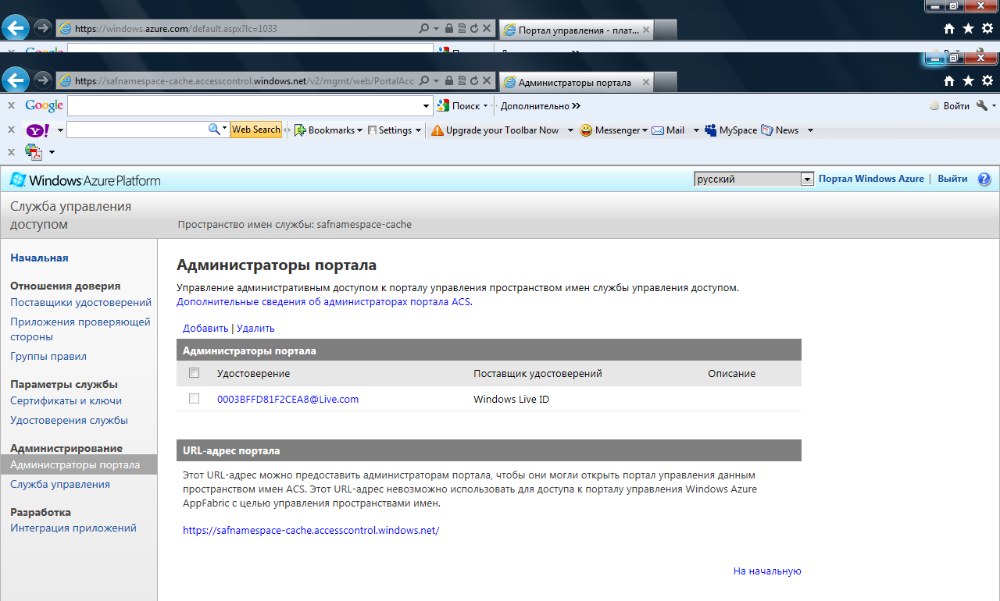 https://windows.azure.com/default.aspx?lc=1033
Портал управления - плат...
Google
https://safnamespace-cache.accesscontrol.windows.net/v2/mgmt/web/PortalAcc
Администраторы портала
x Google Поиск Дополнительно »
Войти
x Y! Web Search Bookmarks Settings Upgrade your Toolbar Now Messenger Mail MySpace News
x
Windows Azure Platform
русский Портал Windows Azure | Выйти ?
Служба управления
доступом
Пространство имен службы: safnamespace-cache
Начальная
Отношения доверия
Поставщики удостоверений
Приложения проверяющей
стороны
Группы правил
Параметры службы
Сертификаты и ключи
Удостоверения службы
Администрирование
Администраторы портала
Служба управления
Разработка
Интеграция приложений
Администраторы портала
Управление административным доступом к порталу управления пространством имен службы управления доступом.
Дополнительные сведения об администраторах портала ACS.
Добавить | Удалить
Администраторы портала
Удостоверение Поставщик удостоверений Описание
0003BFFD81F2CEA8@Live.com Windows Live ID
URL-адрес портала
Этот URL-адрес можно предоставить администраторам портала, чтобы они могли открыть портал управления данным
пространством имен ACS. Этот URL-адрес невозможно использовать для доступа к порталу управления Windows Azure
AppFabric с целью управления пространствами имен.
https://safnamespace-cache.accesscontrol.windows.net/
На начальную